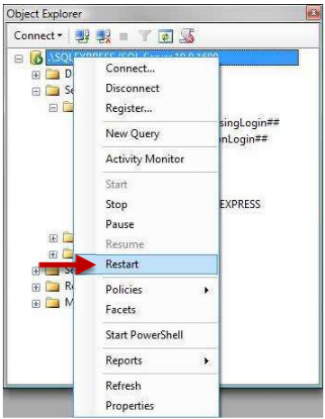 Object Explorer
Connect
.\SQLEXPRESS (SQL Server 10.0.1600
D
Se
Connect...
Disconnect
Register...
singLogin##
New Query
onLogin##
Activity Monitor
Start
Stop
EXPRESS
Pause
Resume
Restart
Se
Policies
Re
Facets
M
Start PowerShell
Reports
Refresh
Properties